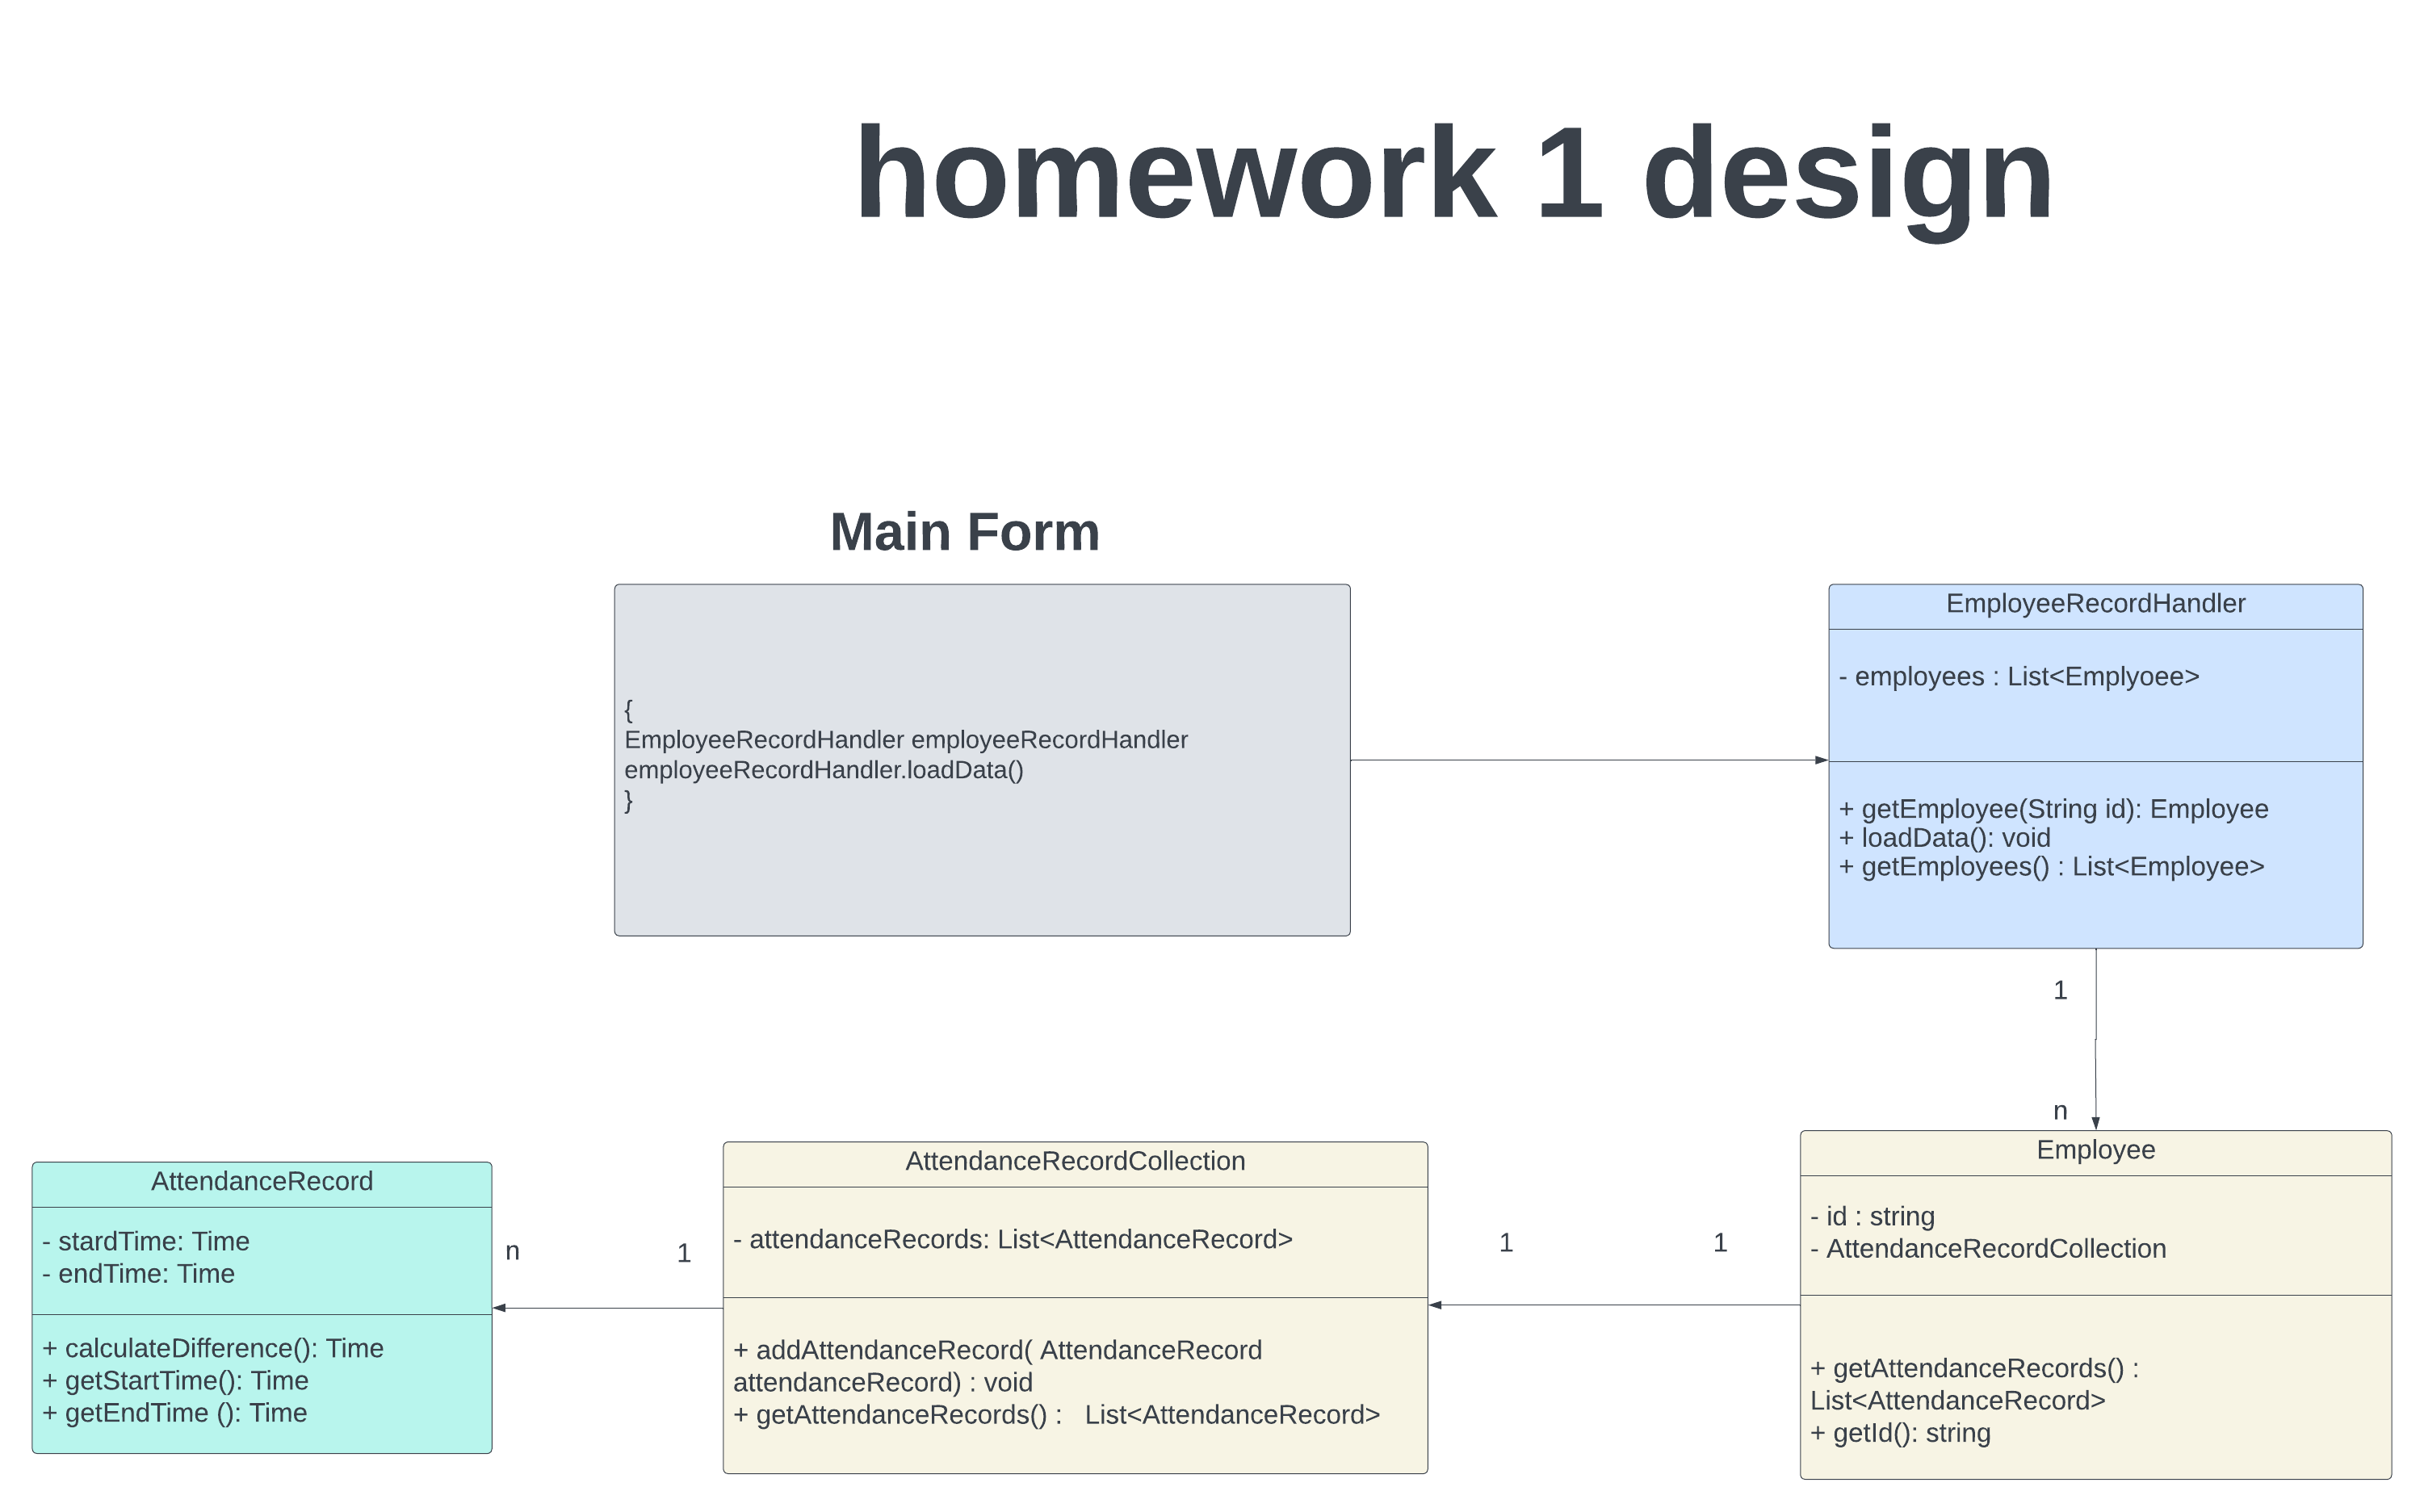 homework 1 design
Main Form
{
EmployeeRecordHandler employeeRecordHandler
employeeRecordHandler.loadData()
}
EmployeeRecordHandler
- employees : List<Emplyoee>
+ getEmployee(String id): Employee
+ loadData(): void
+ getEmployees() : List<Employee>
1
n
AttendanceRecord
- stardTime: Time
- endTime: Time
+ calculateDifference(): Time
+ getStartTime(): Time
+ getEndTime (): Time
n
1
AttendanceRecordCollection
- attendanceRecords: List<AttendanceRecord>
+ addAttendanceRecord( AttendanceRecord
attendanceRecord) : void
+ getAttendanceRecords() :   List<AttendanceRecord>
1
1
Employee
- id : string
- AttendanceRecordCollection
+ getAttendanceRecords() :
List<AttendanceRecord>
+ getId(): string